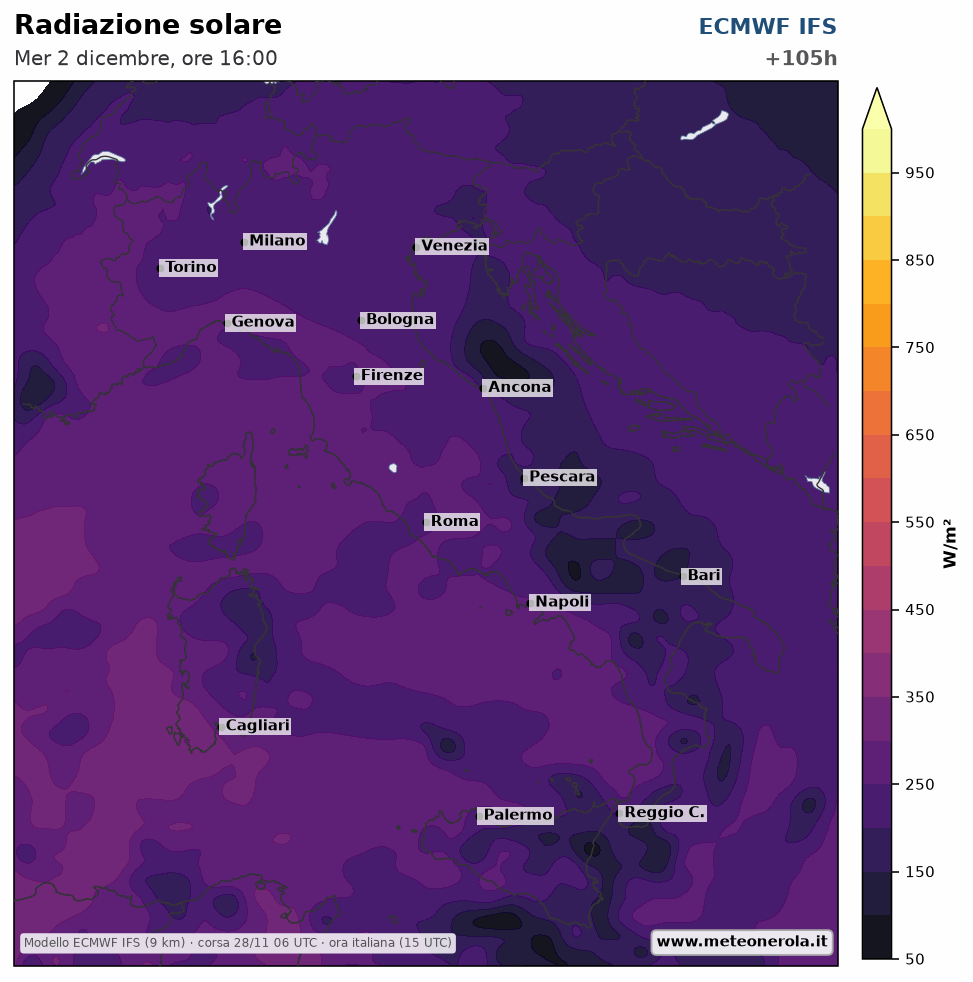 Radiazione solare
ECMWF IFS
Mer 2 dicembre, ore 16:00
+105h
Milano
Venezia
Torino
Genova
Bologna
Firenze
Ancona
Pescara
Roma
Bari
Napoli
Cagliari
Palermo
Reggio C.
950
850
750
650
550
450
350
250
150
50
W/m²
Modello ECMWF IFS (9 km) · corsa 28/11 06 UTC · ora italiana (15 UTC)
www.meteonerola.it